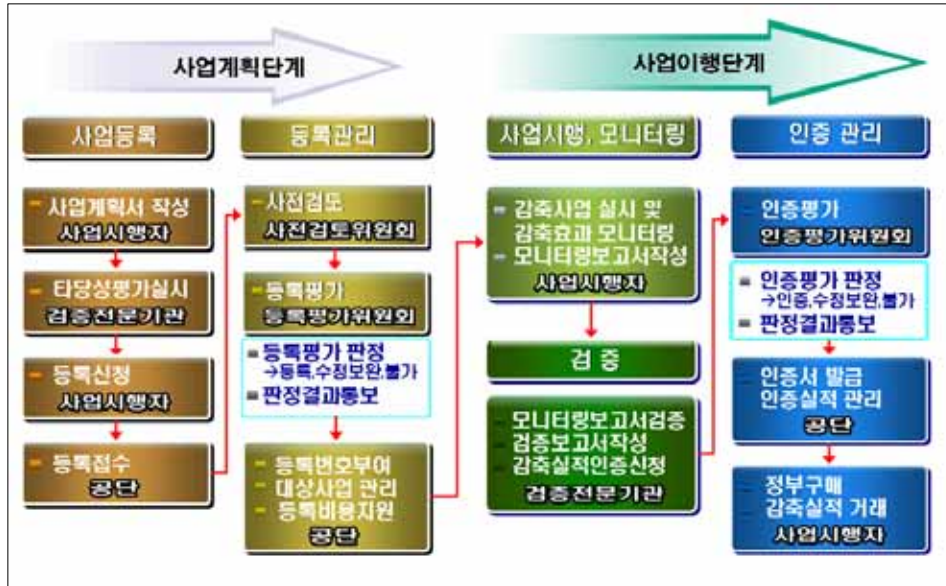 사업계획단계
사업이행단계
사업등록
사업계획서 작성
사업시행자
타당성평가실시
검증전문기관
등록신청
사업시행자
등록접수
공단
등록관리
사전검토
사전검토위원회
등록평가
등록평가위원회
등록평가 판정
→등록,수정보완,불가
판정결과통보
등록번호부여
대상사업 관리
등록비용지원
공단
사업시행, 모니터링
감축사업 실시 및
감축효과 모니터링
모니터링보고서작성
사업시행자
검 증
모니터링보고서검증
검증보고서작성
감축실적인증신청
검증전문기관
인증 관리
인증평가
인증평가위원회
인증평가 판정
→인증,수정보완,불가
판정결과통보
인증서 발급
인증실적 관리
공단
정부구매
감축실적 거래
사업시행자